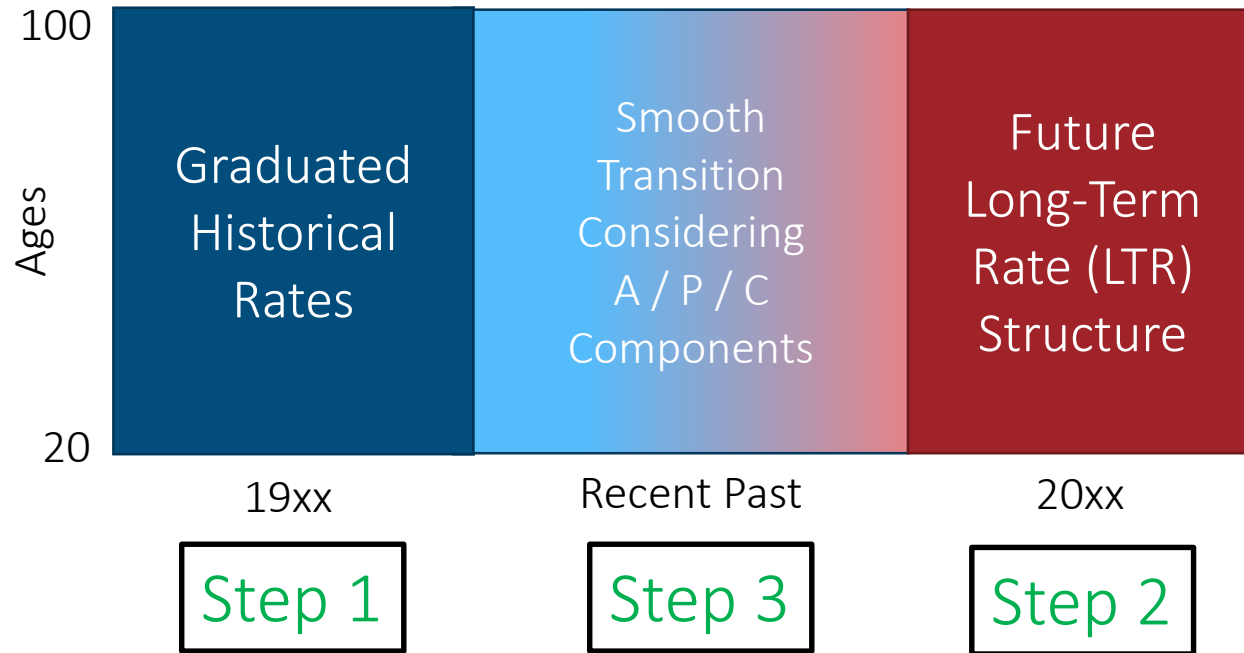 100
Ages
20
Graduated
Historical
Rates
Smooth
Transition
Considering
A / P / C
Components
Future
Long-Term
Rate (LTR)
Structure
19xx
Recent Past
20xx
Step 1
Step 3
Step 2